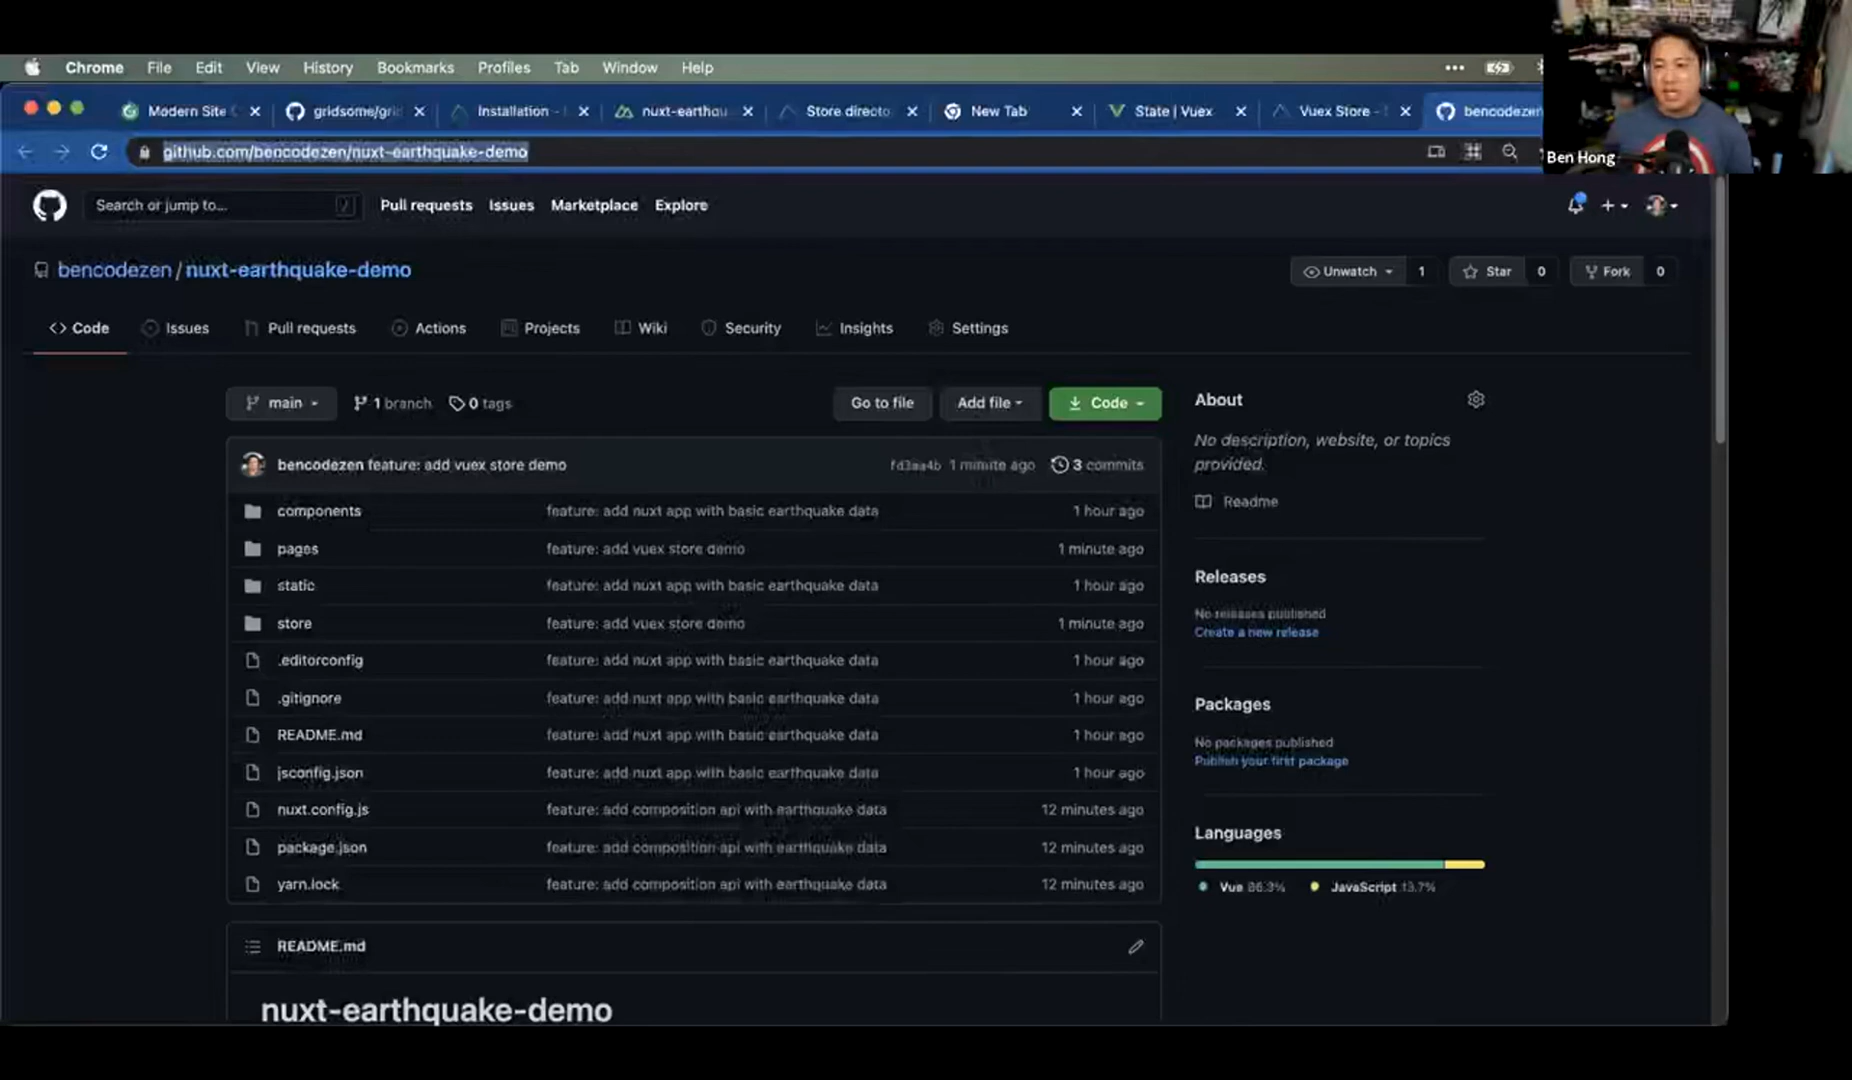 Chrome File Edit View History Bookmarks Profiles Tab Window Help
Modern Site
gridsome/gri
Installation -
nuxt-earthqu
Store directo
New Tab
State | Vuex
Vuex Store -
bencodezen
github.com/bencodezen/nuxt-earthquake-demo
Ben Hong
Search or jump to... /
Pull requests Issues Marketplace Explore
bencodezen / nuxt-earthquake-demo
Unwatch 1 Star 0 Fork 0
Code Issues Pull requests Actions Projects Wiki Security Insights Settings
main 1 branch 0 tags
Go to file Add file Code
bencodezen feature: add vuex store demo fd3aa4b 1 minute ago 3 commits
components feature: add nuxt app with basic earthquake data 1 hour ago
pages feature: add vuex store demo 1 minute ago
static feature: add nuxt app with basic earthquake data 1 hour ago
store feature: add vuex store demo 1 minute ago
.editorconfig feature: add nuxt app with basic earthquake data 1 hour ago
.gitignore feature: add nuxt app with basic earthquake data 1 hour ago
README.md feature: add nuxt app with basic earthquake data 1 hour ago
jsconfig.json feature: add nuxt app with basic earthquake data 1 hour ago
nuxt.config.js feature: add composition api with earthquake data 12 minutes ago
package.json feature: add composition api with earthquake data 12 minutes ago
yarn.lock feature: add composition api with earthquake data 12 minutes ago
README.md
nuxt-earthquake-demo
About
No description, website, or topics
provided.
Readme
Releases
No releases published
Create a new release
Packages
No packages published
Publish your first package
Languages
Vue 86.3% JavaScript 13.7%